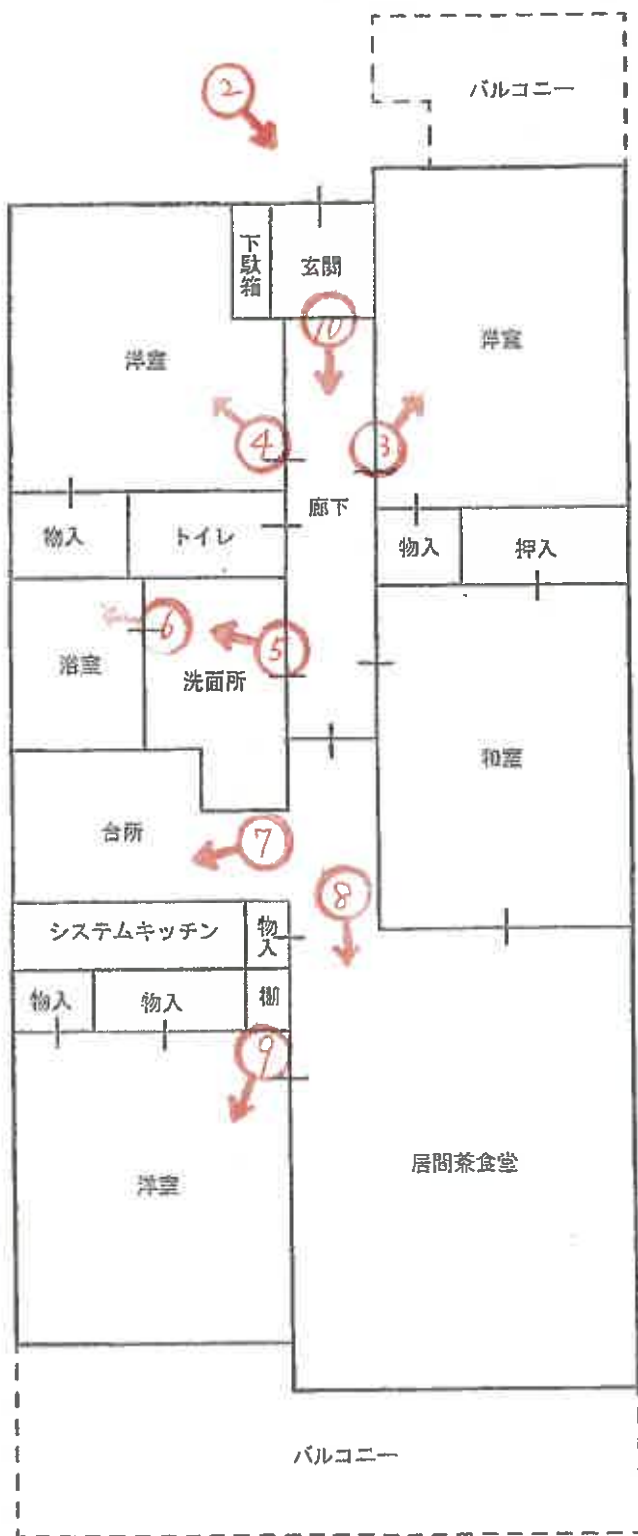 ②
バルコニー
下駄箱
玄関
⑩
洋室
洋室
④
③
廊下
物入
トイレ
物入
押入
⑥
⑤
浴室
洗面所
和室
台所
⑦
⑧
システムキッチン
物入
物入
物入
棚
⑨
居間兼食堂
洋室
バルコニー